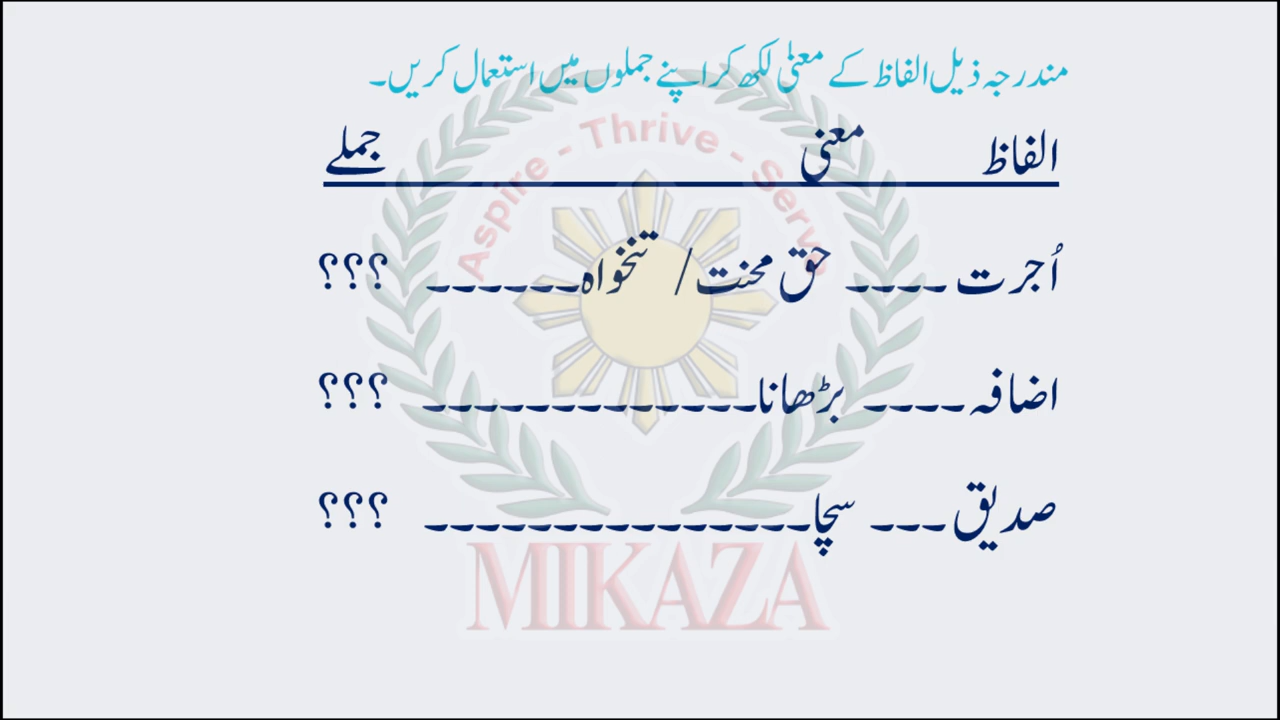 مندرجہ ذیل الفاظ کے معنیٰ لکھ کر اپنے جملوں میں استعمال کریں۔
الفاظ معنی جملے
اُجرت ---- حق محنت/ تنخواہ------ ؟؟؟
اضافہ---- بڑھانا------------- ؟؟؟
صدیق --- سچا--------------- ؟؟؟
Aspire - Thrive - Serve
MIKAZA